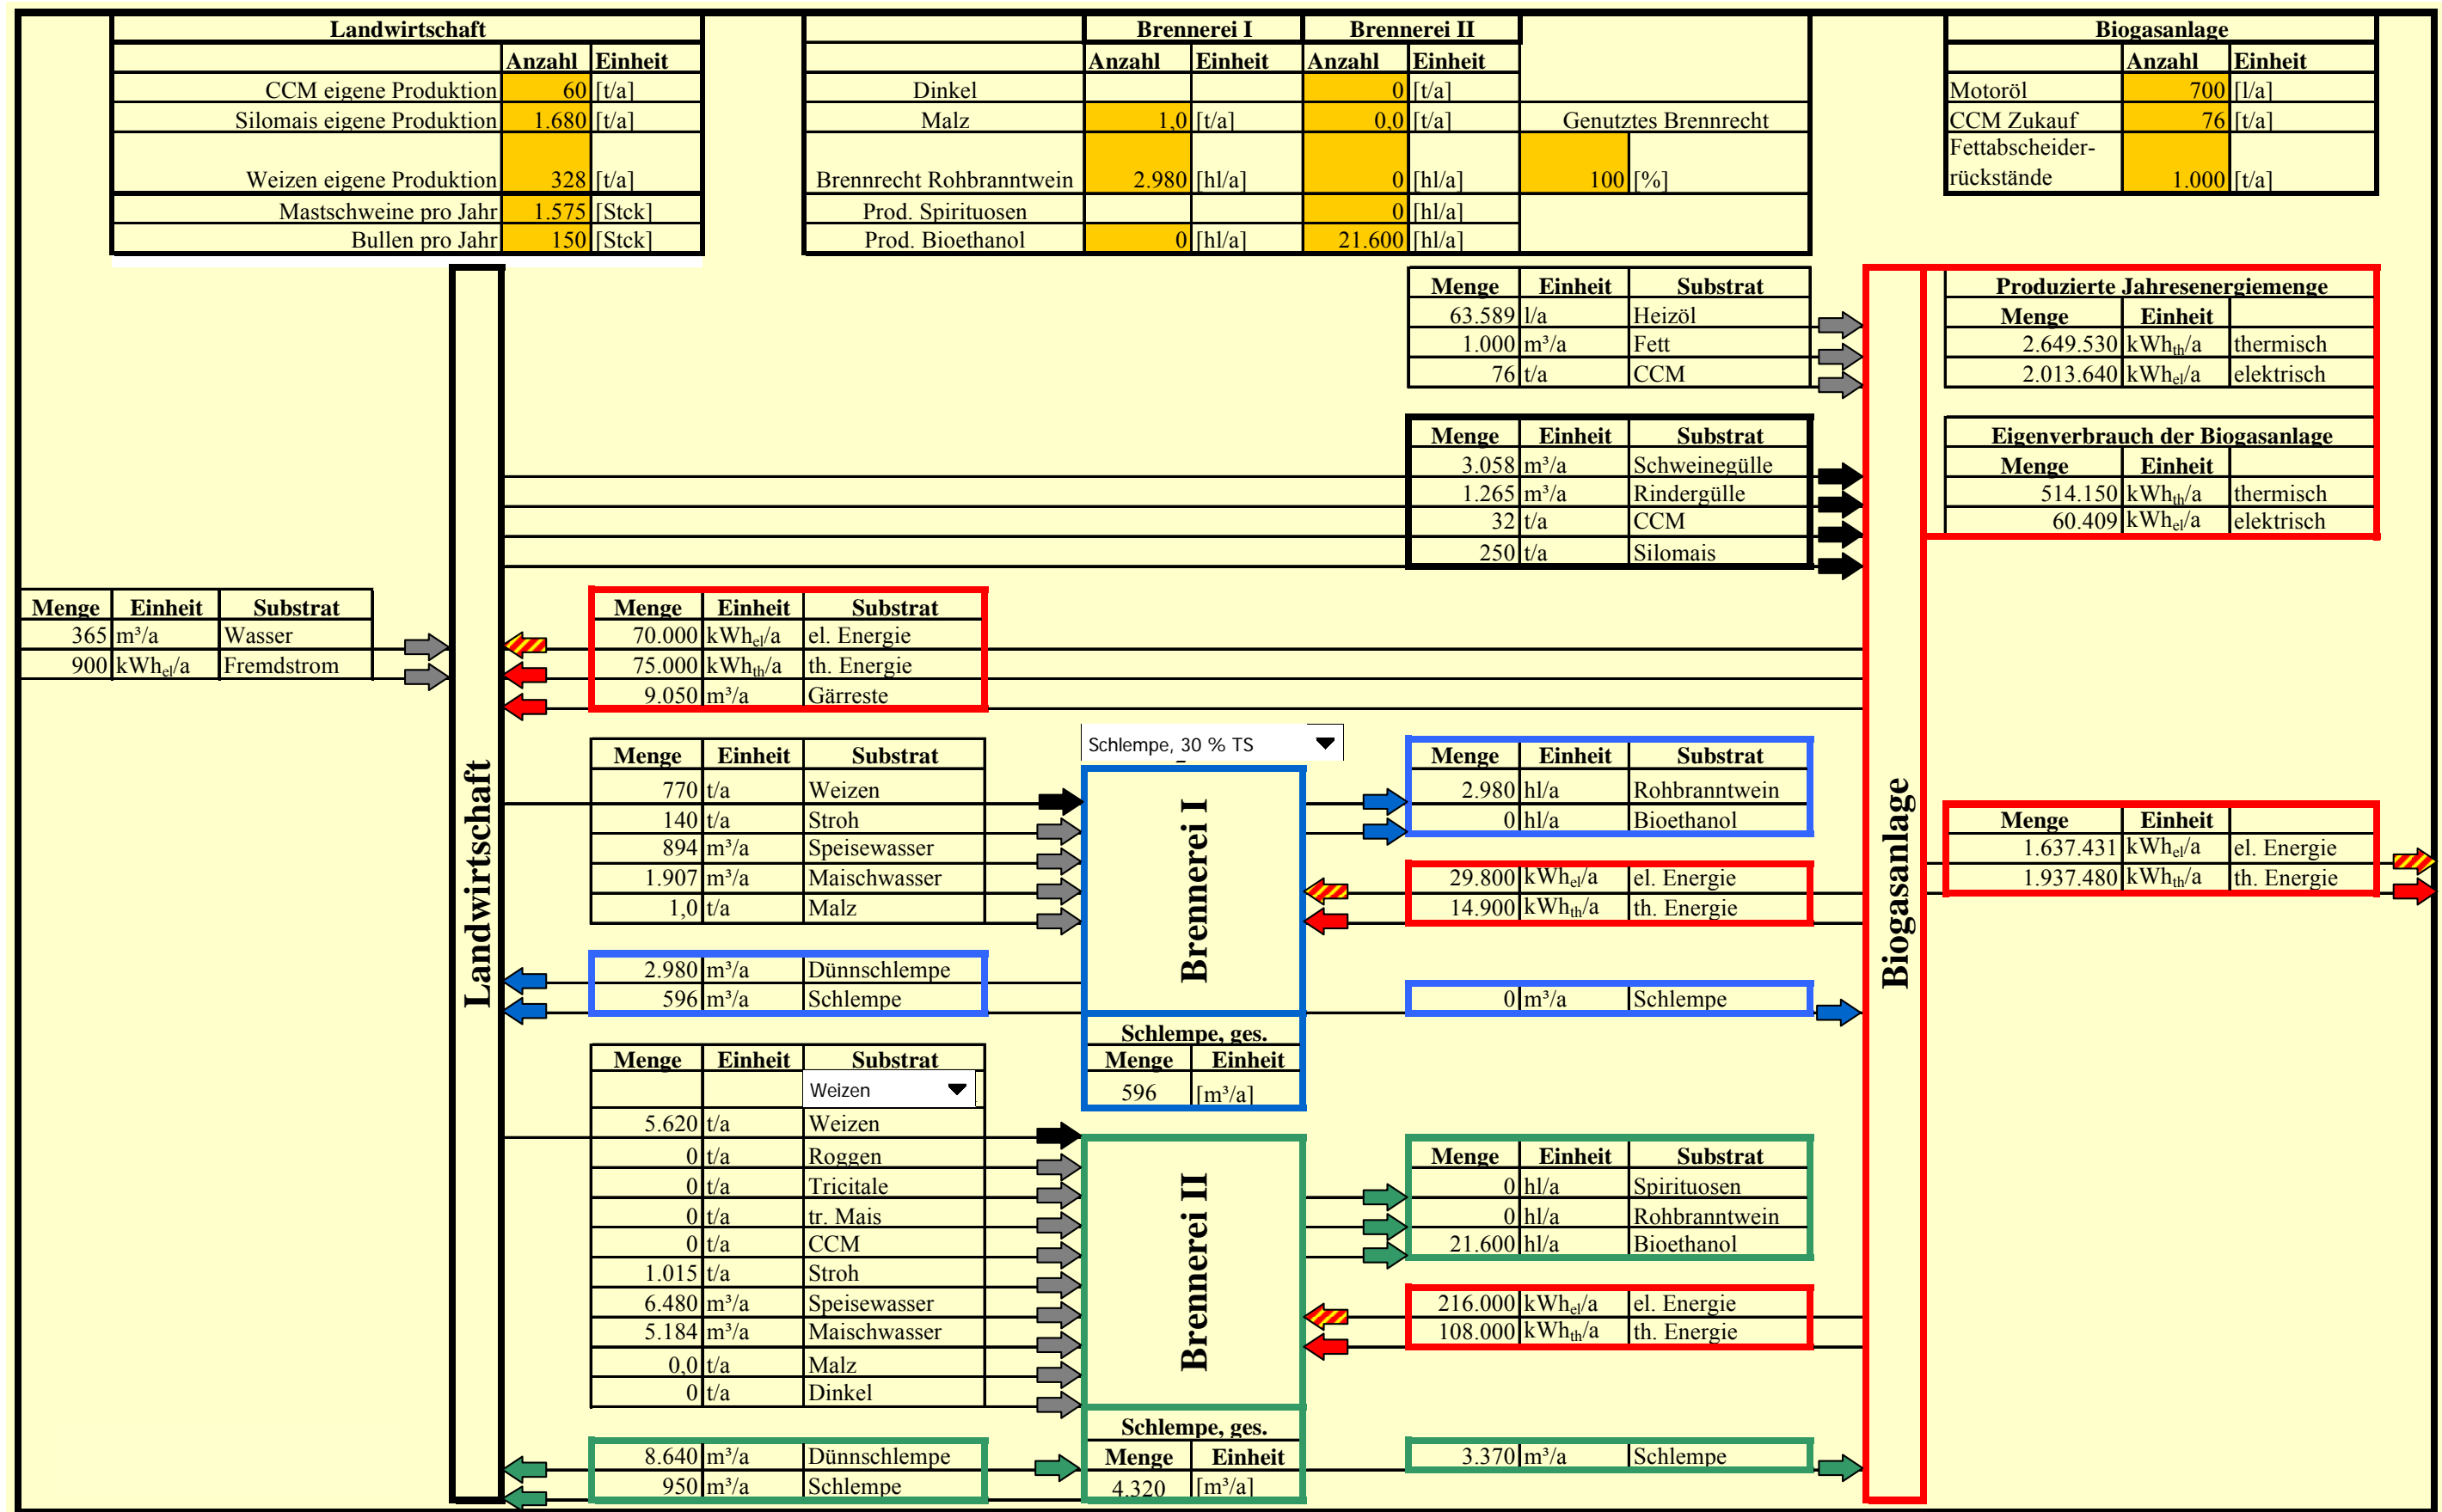 Landwirtschaft
Anzahl Einheit
CCM eigene Produktion 60 [t/a]
Silomais eigene Produktion 1.680 [t/a]
Weizen eigene Produktion 328 [t/a]
Mastschweine pro Jahr 1.575 [Stck]
Bullen pro Jahr 150 [Stck]
Brennerei I Brennerei II
Anzahl Einheit Anzahl Einheit
Dinkel 0 [t/a]
Malz 1,0 [t/a] 0,0 [t/a] Genutztes Brennrecht
Brennrecht Rohbranntwein 2.980 [hl/a] 0 [hl/a] 100 [%]
Prod. Spirituosen 0 [hl/a]
Prod. Bioethanol 0 [hl/a] 21.600 [hl/a]
Biogasanlage
Anzahl Einheit
Motoröl 700 [l/a]
CCM Zukauf 76 [t/a]
Fettabscheider-
rückstände 1.000 [t/a]
Menge Einheit Substrat
63.589 l/a Heizöl
1.000 m³/a Fett
76 t/a CCM
Produzierte Jahresenergiemenge
Menge Einheit
2.649.530 kWhth/a thermisch
2.013.640 kWhel/a elektrisch
Menge Einheit Substrat
3.058 m³/a Schweinegülle
1.265 m³/a Rindergülle
32 t/a CCM
250 t/a Silomais
Eigenverbrauch der Biogasanlage
Menge Einheit
514.150 kWhth/a thermisch
60.409 kWhel/a elektrisch
Menge Einheit Substrat
365 m³/a Wasser
900 kWhel/a Fremdstrom
Landwirtschaft
Menge Einheit Substrat
70.000 kWhel/a el. Energie
75.000 kWhth/a th. Energie
9.050 m³/a Gärreste
Menge Einheit Substrat
770 t/a Weizen
140 t/a Stroh
894 m³/a Speisewasser
1.907 m³/a Maischwasser
1,0 t/a Malz
2.980 m³/a Dünnschlempe
596 m³/a Schlempe
Schlempe, 30 % TS
Brennerei I
Schlempe, ges.
Menge Einheit
596 [m³/a]
Menge Einheit Substrat
2.980 hl/a Rohbranntwein
0 hl/a Bioethanol
29.800 kWhel/a el. Energie
14.900 kWhth/a th. Energie
0 m³/a Schlempe
Biogasanlage
Menge Einheit
1.637.431 kWhel/a el. Energie
1.937.480 kWhth/a th. Energie
Menge Einheit Substrat
Weizen
5.620 t/a Weizen
0 t/a Roggen
0 t/a Tricitale
0 t/a tr. Mais
0 t/a CCM
1.015 t/a Stroh
6.480 m³/a Speisewasser
5.184 m³/a Maischwasser
0,0 t/a Malz
0 t/a Dinkel
8.640 m³/a Dünnschlempe
950 m³/a Schlempe
Brennerei II
Schlempe, ges.
Menge Einheit
4.320 [m³/a]
Menge Einheit Substrat
0 hl/a Spirituosen
0 hl/a Rohbranntwein
21.600 hl/a Bioethanol
216.000 kWhel/a el. Energie
108.000 kWhth/a th. Energie
3.370 m³/a Schlempe